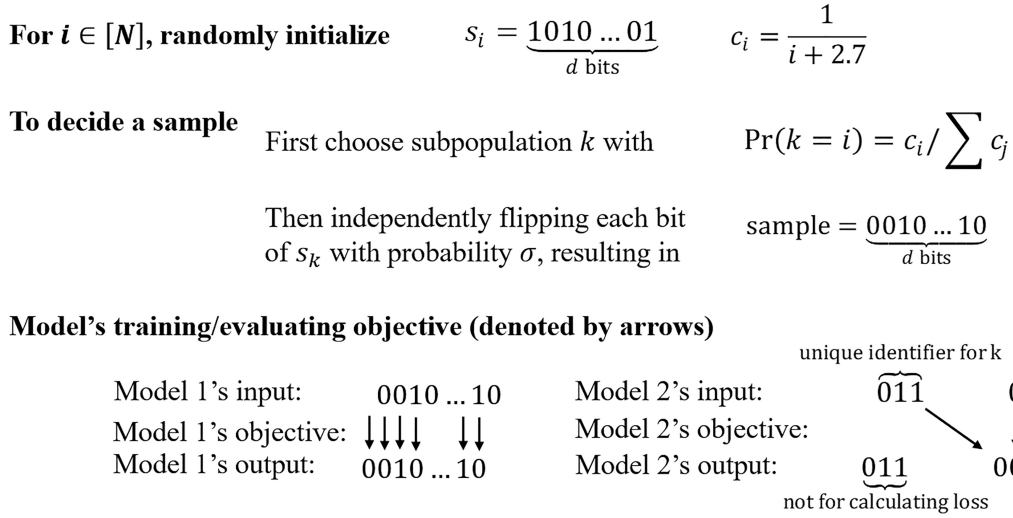 For i ∈ [N], randomly initialize s_i = 1010 … 01 c_i = 1 / (i + 2.7)
d bits
To decide a sample
First choose subpopulation k with Pr(k = i) = c_i / ∑ c_j
Then independently flipping each bit
of s_k with probability σ, resulting in
sample = 0010 … 10
d bits
Model's training/evaluating objective (denoted by arrows)
Model 1's input: 0010 … 10
Model 1's objective:
Model 1's output: 0010 … 10
unique identifier for k
Model 2's input: 011
Model 2's objective:
Model 2's output: 011
not for calculating loss